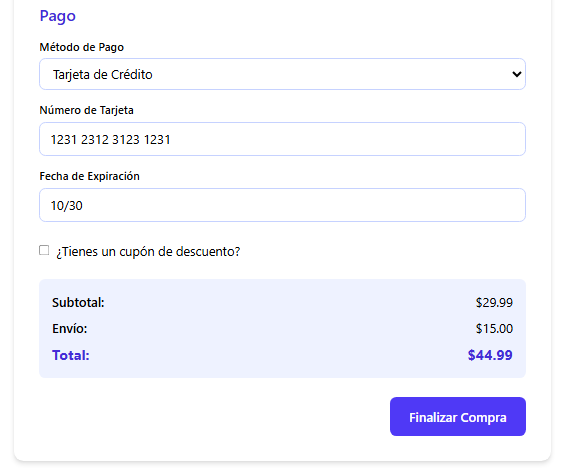 Pago
Método de Pago
Tarjeta de Crédito
Número de Tarjeta
1231 2312 3123 1231
Fecha de Expiración
10/30
¿Tienes un cupón de descuento?
Subtotal: $29.99
Envío: $15.00
Total: $44.99
Finalizar Compra